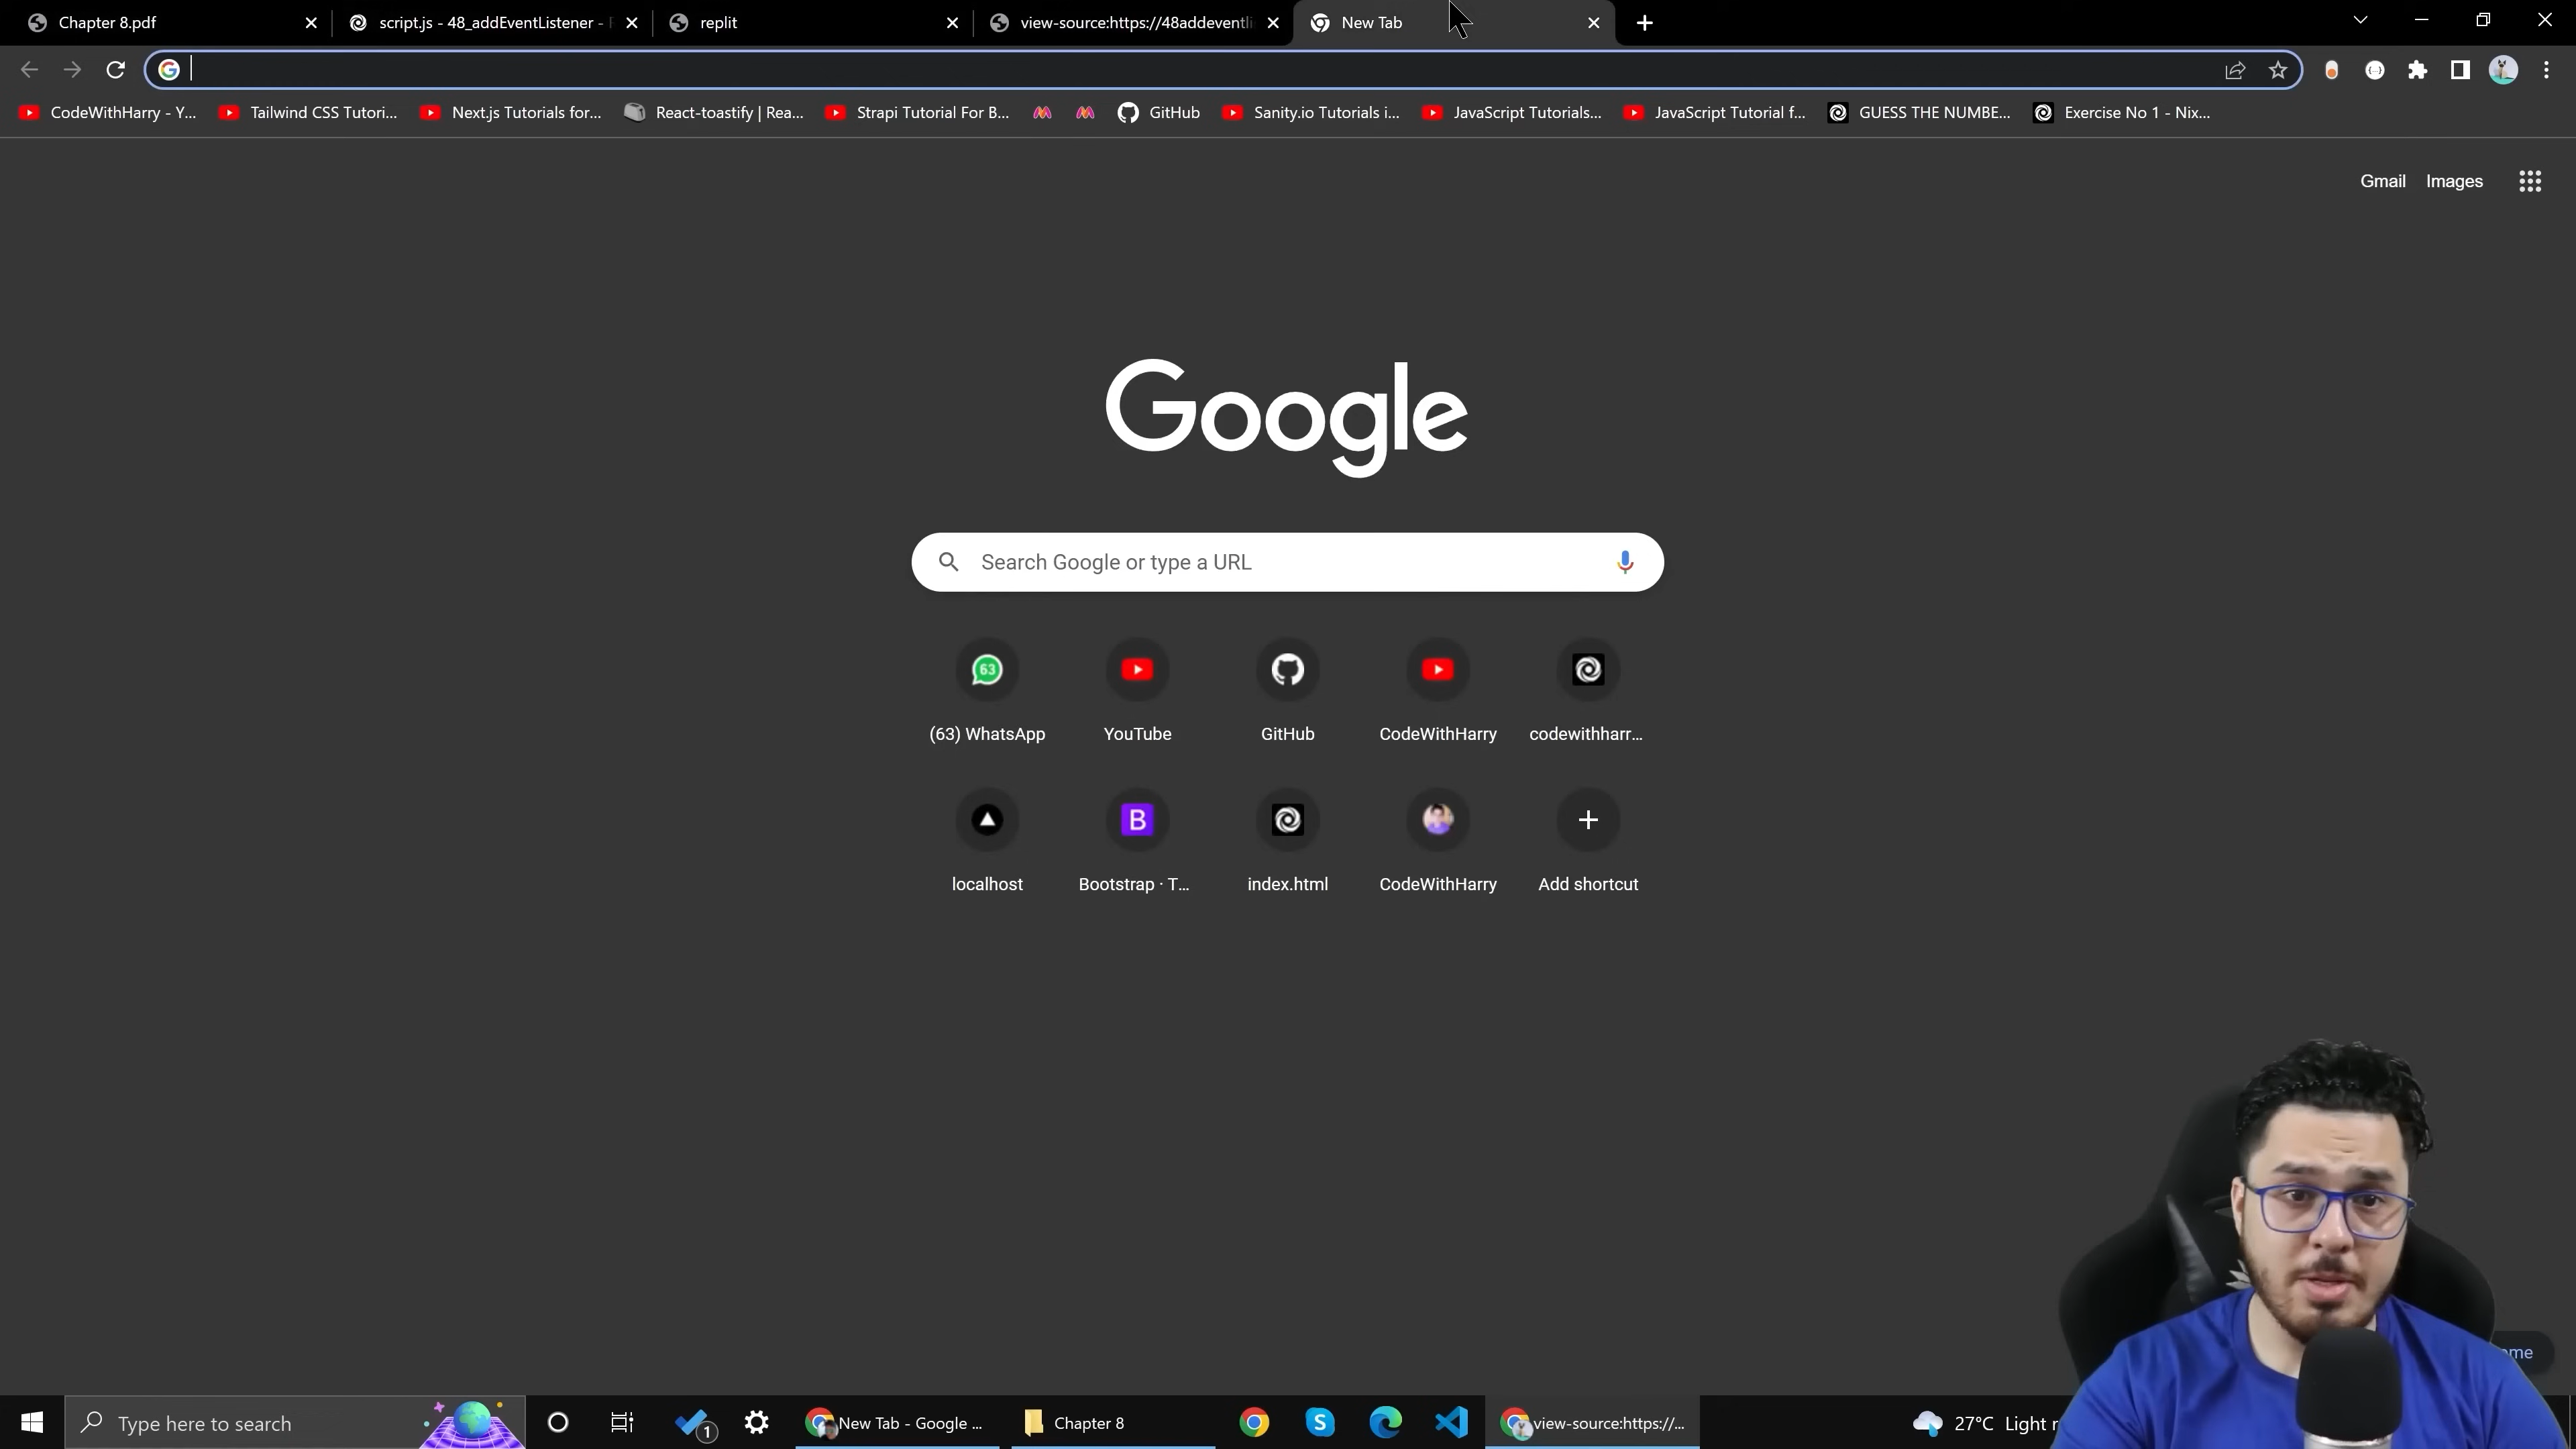 Chapter 8.pdf
script.js - 48_addEventListener -
replit
view-source:https://48addeventli
New Tab
CodeWithHarry - Y...
Tailwind CSS Tutori...
Next.js Tutorials for...
React-toastify | Rea...
Strapi Tutorial For B...
GitHub
Sanity.io Tutorials i...
JavaScript Tutorials...
JavaScript Tutorial f...
GUESS THE NUMBE...
Exercise No 1 - Nix...
Gmail
Images
Google
Search Google or type a URL
63
(63) WhatsApp
YouTube
GitHub
CodeWithHarry
codewithharr...
B
localhost
Bootstrap · T...
index.html
CodeWithHarry
Add shortcut
Type here to search
1
New Tab - Google ...
Chapter 8
S
view-source:https://...
27°C Light